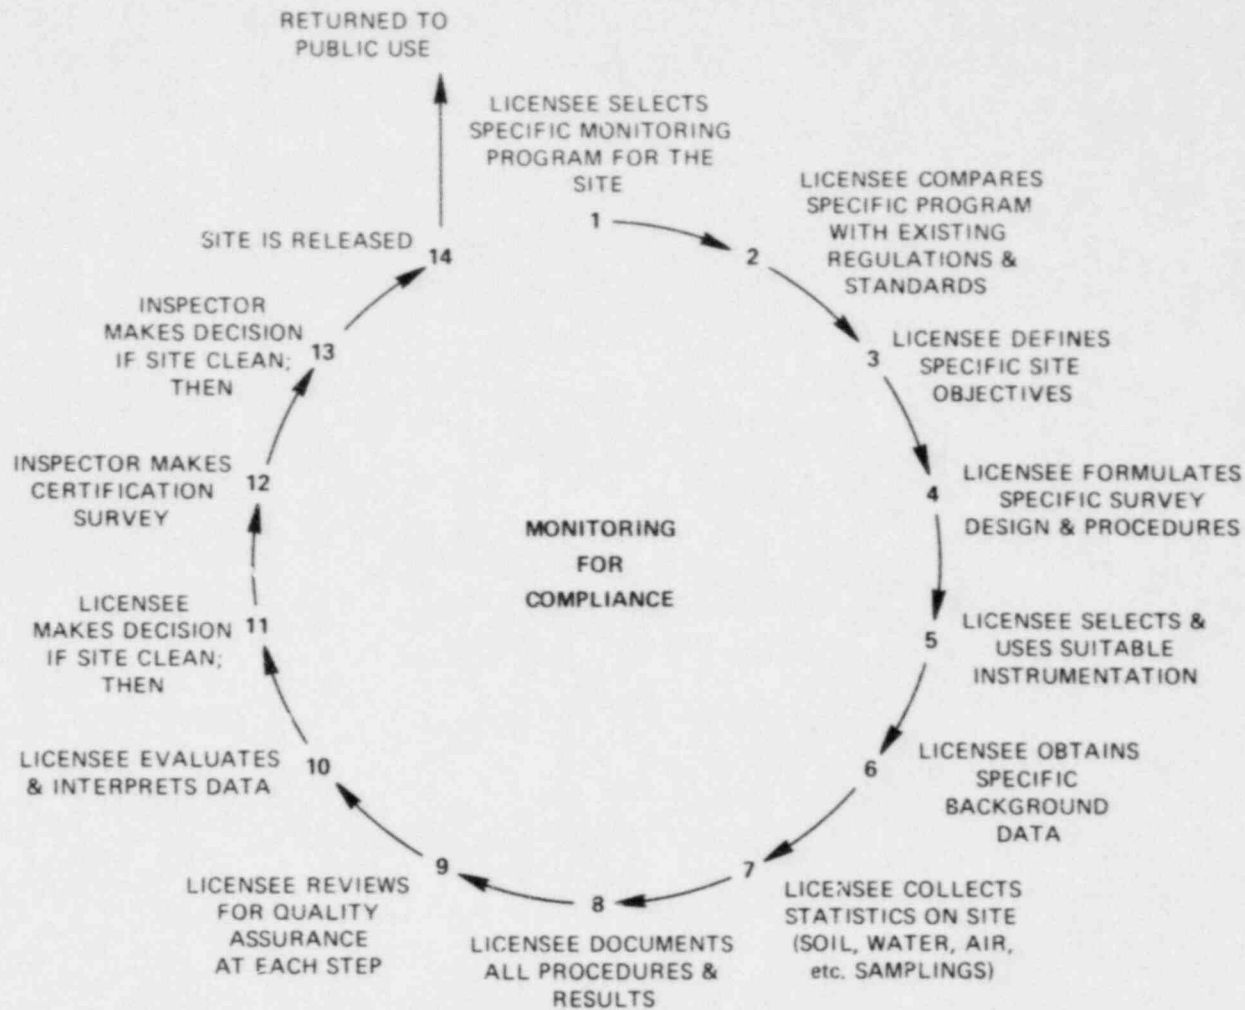 RETURNED TO
PUBLIC USE
LICENSEE SELECTS
SPECIFIC MONITORING
PROGRAM FOR THE
SITE
1
LICENSEE COMPARES
SPECIFIC PROGRAM
WITH EXISTING
REGULATIONS &
STANDARDS
2
LICENSEE DEFINES
SPECIFIC SITE
OBJECTIVES
3
LICENSEE FORMULATES
SPECIFIC SURVEY
DESIGN & PROCEDURES
4
LICENSEE SELECTS &
USES SUITABLE
INSTRUMENTATION
5
LICENSEE OBTAINS
SPECIFIC
BACKGROUND
DATA
6
LICENSEE COLLECTS
STATISTICS ON SITE
(SOIL, WATER, AIR,
etc. SAMPLINGS)
7
8
LICENSEE DOCUMENTS
ALL PROCEDURES &
RESULTS
9
LICENSEE REVIEWS
FOR QUALITY
ASSURANCE
AT EACH STEP
10
LICENSEE EVALUATES
& INTERPRETS DATA
11
LICENSEE
MAKES DECISION
IF SITE CLEAN;
THEN
12
INSPECTOR MAKES
CERTIFICATION
SURVEY
13
INSPECTOR
MAKES DECISION
IF SITE CLEAN;
THEN
14
SITE IS RELEASED
MONITORING
FOR
COMPLIANCE